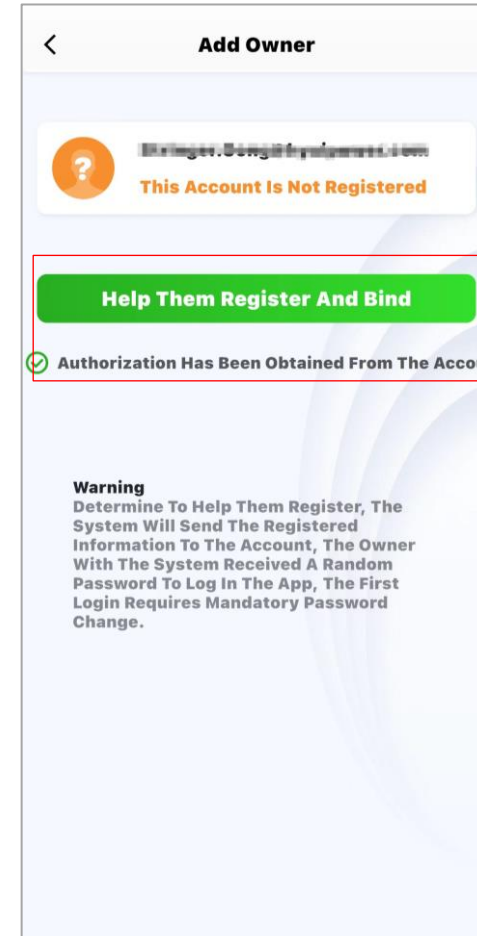 Add Owner
?
This Account Is Not Registered
Help Them Register And Bind
Authorization Has Been Obtained From The Acco
Warning
Determine To Help Them Register, The
System Will Send The Registered
Information To The Account, The Owner
With The System Received A Random
Password To Log In The App, The First
Login Requires Mandatory Password
Change.